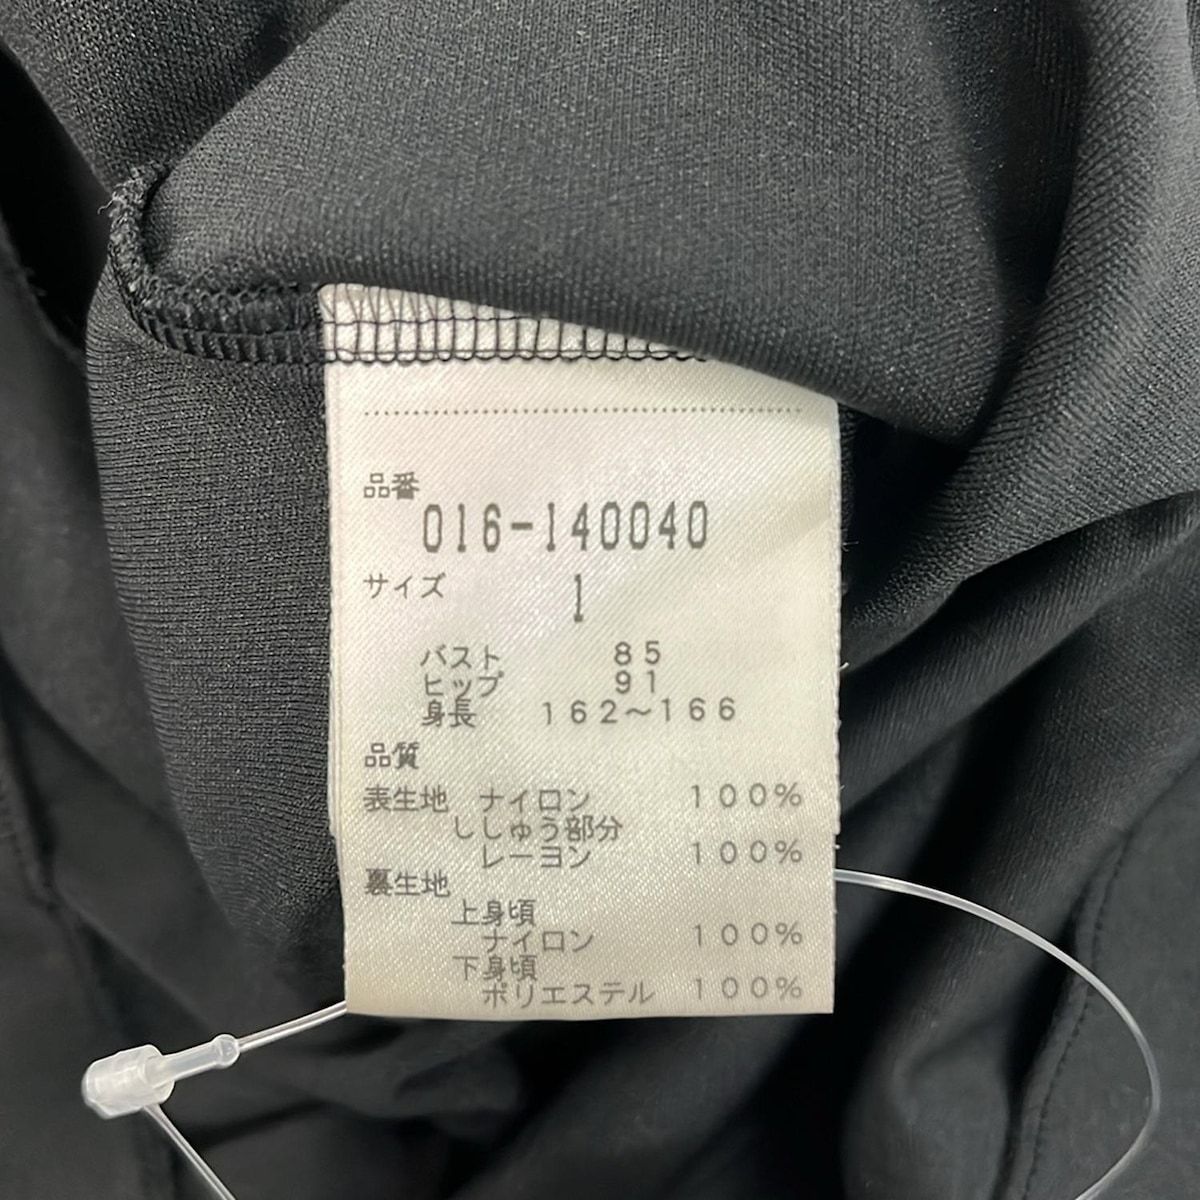 品番
016-140040
サイズ 1
バスト 85
ヒップ 91
身長 162～166
品質
表生地 ナイロン 100%
ししゅう部分
レーヨン 100%
裏生地
上身頃
ナイロン 100%
下身頃
ポリエステル 100%